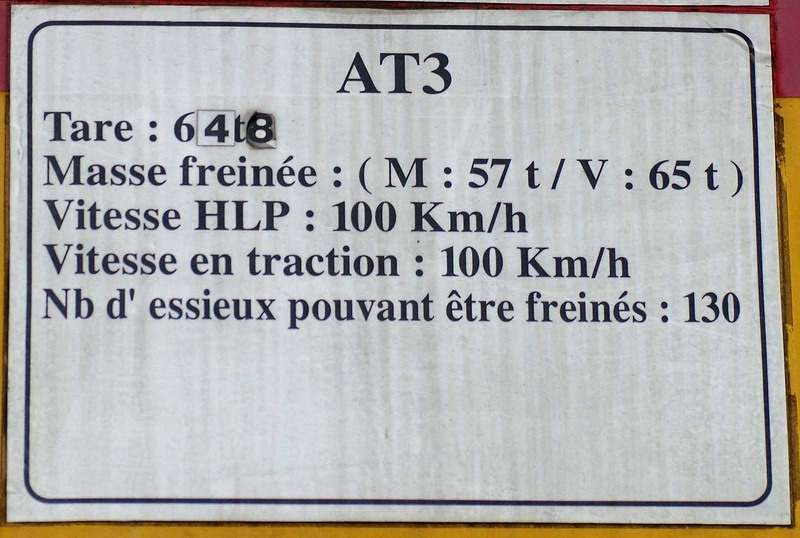 AT3
Tare : 64t8
Masse freinée : ( M : 57 t / V : 65 t )
Vitesse HLP : 100 Km/h
Vitesse en traction : 100 Km/h
Nb d' essieux pouvant être freinés : 130